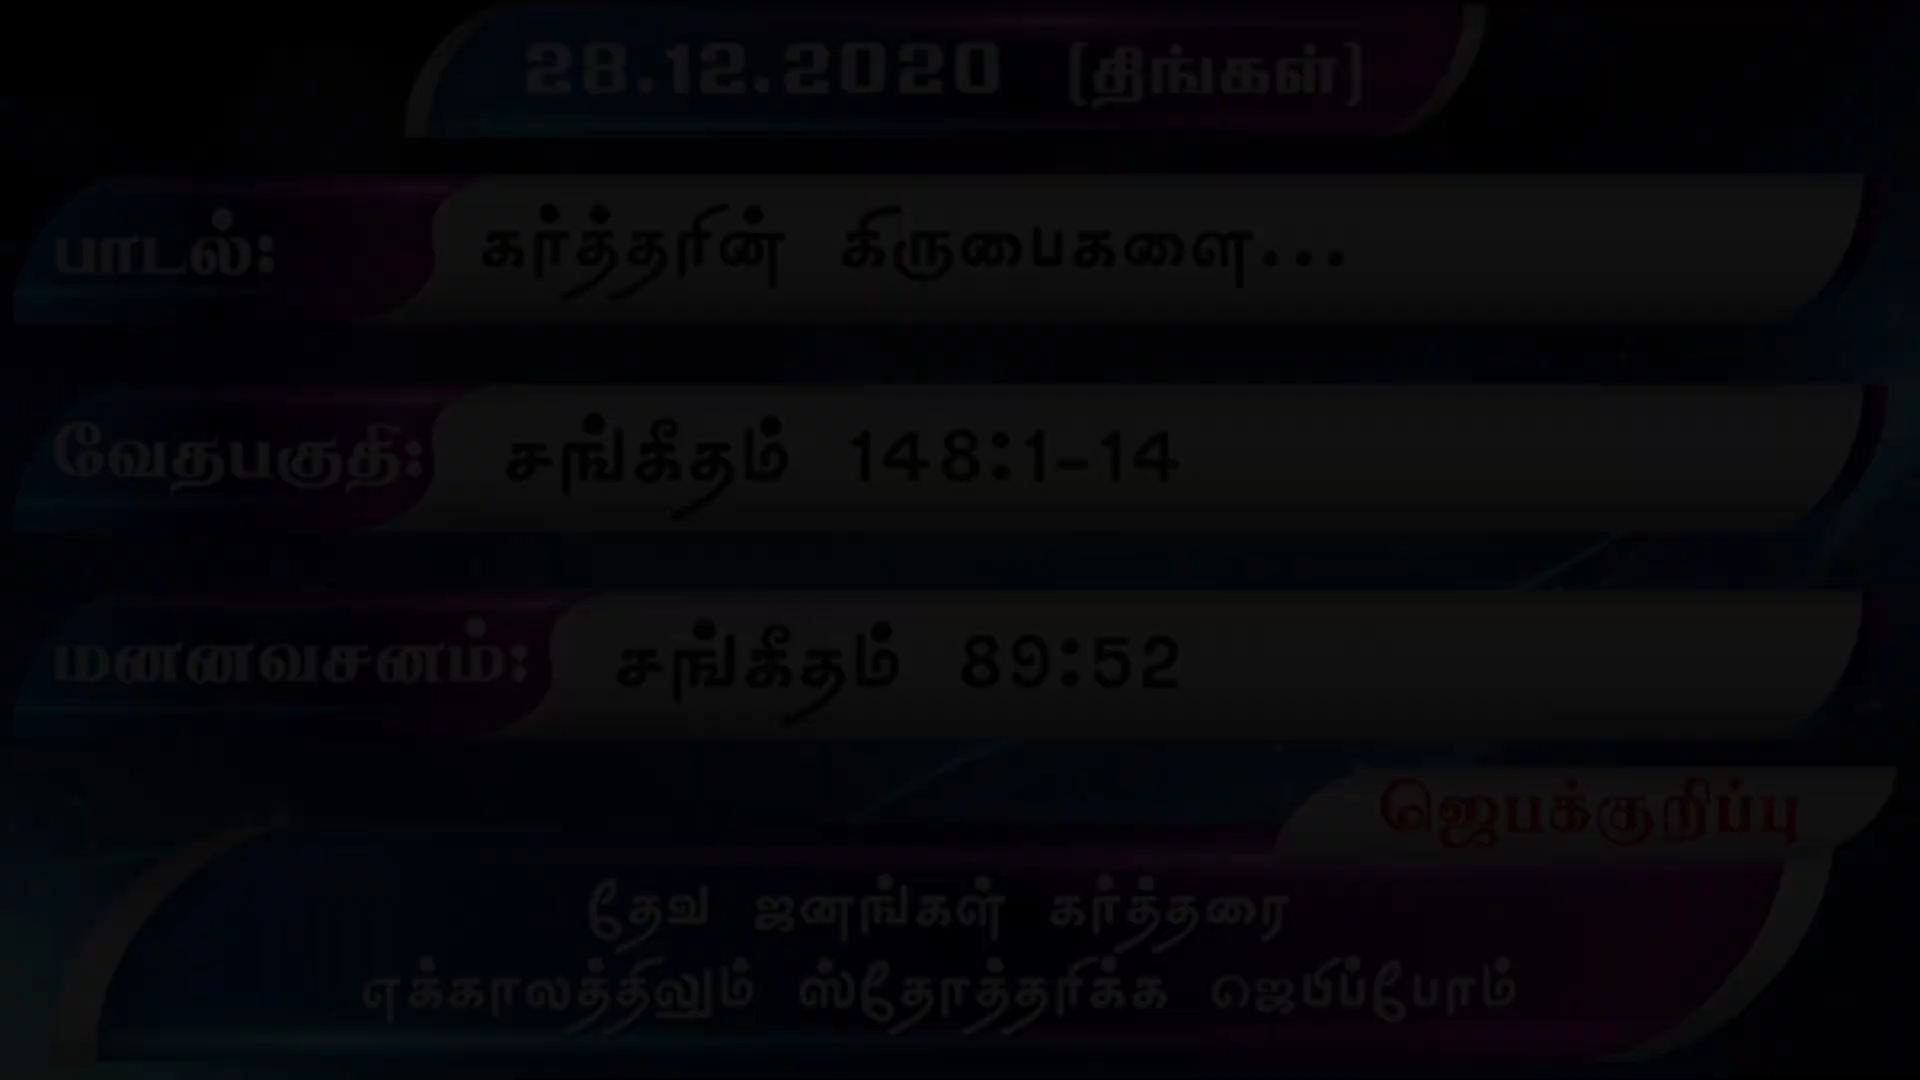 28.12.2020 (திங்கள்)
பாடல்: கர்த்தரின் கிருபைகளை...
வேதபகுதி: சங்கீதம் 148:1-14
மனனவசனம்: சங்கீதம் 89:52
ஜெபக்குறிப்பு
தேவ ஜனங்கள் கர்த்தரை
எக்காலத்திலும் ஸ்தோத்தரிக்க ஜெபிப்போம்